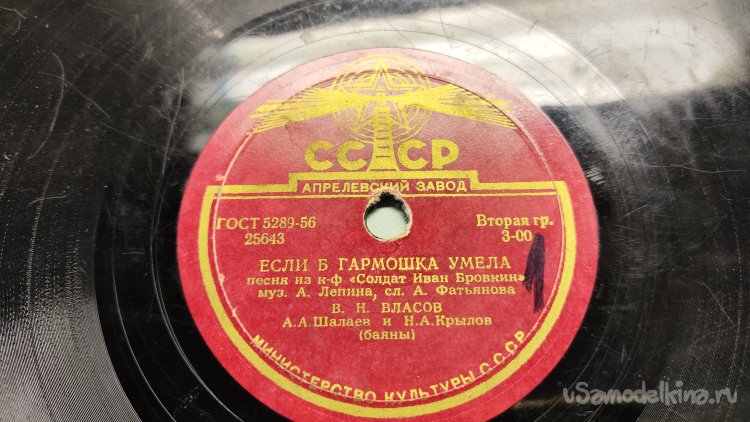 СССР
АПРЕЛЕВСКИЙ ЗАВОД
ГОСТ 5289-56
25643
Вторая гр.
3-00
ЕСЛИ Б ГАРМОШКА УМЕЛА
песня из к-ф «Солдат Иван Бровкин»
муз. А. Лепина, сл. А. Фатьянова
В. Н. ВЛАСОВ
А.А.Шалаев и Н.А.Крылов
(баяны)
МИНИСТЕРСТВО КУЛЬТУРЫ СССР
uSamodelkina.ru